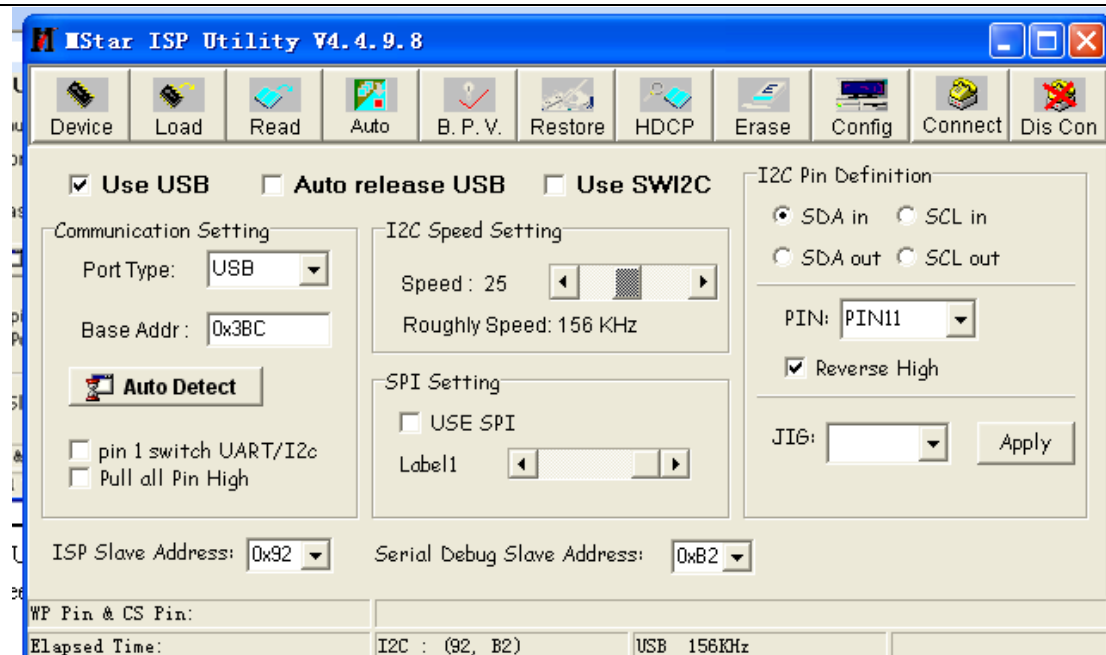 MStar ISP Utility V4.4.9.8
Device Load Read Auto B. P. V. Restore HDCP Erase Config Connect Dis Con
Use USB Auto release USB Use SWI2C
Communication Setting
Port Type: USB
Base Addr : 0x3BC
Auto Detect
pin 1 switch UART/I2c
Pull all Pin High
I2C Speed Setting
Speed : 25
Roughly Speed: 156 KHz
SPI Setting
USE SPI
Label1
I2C Pin Definition
SDA in SCL in
SDA out SCL out
PIN: PIN11
Reverse High
JIG: Apply
ISP Slave Address: 0x92 Serial Debug Slave Address: 0xB2
WP Pin & CS Pin:
Elapsed Time: I2C : (92, B2) USB 156KHz